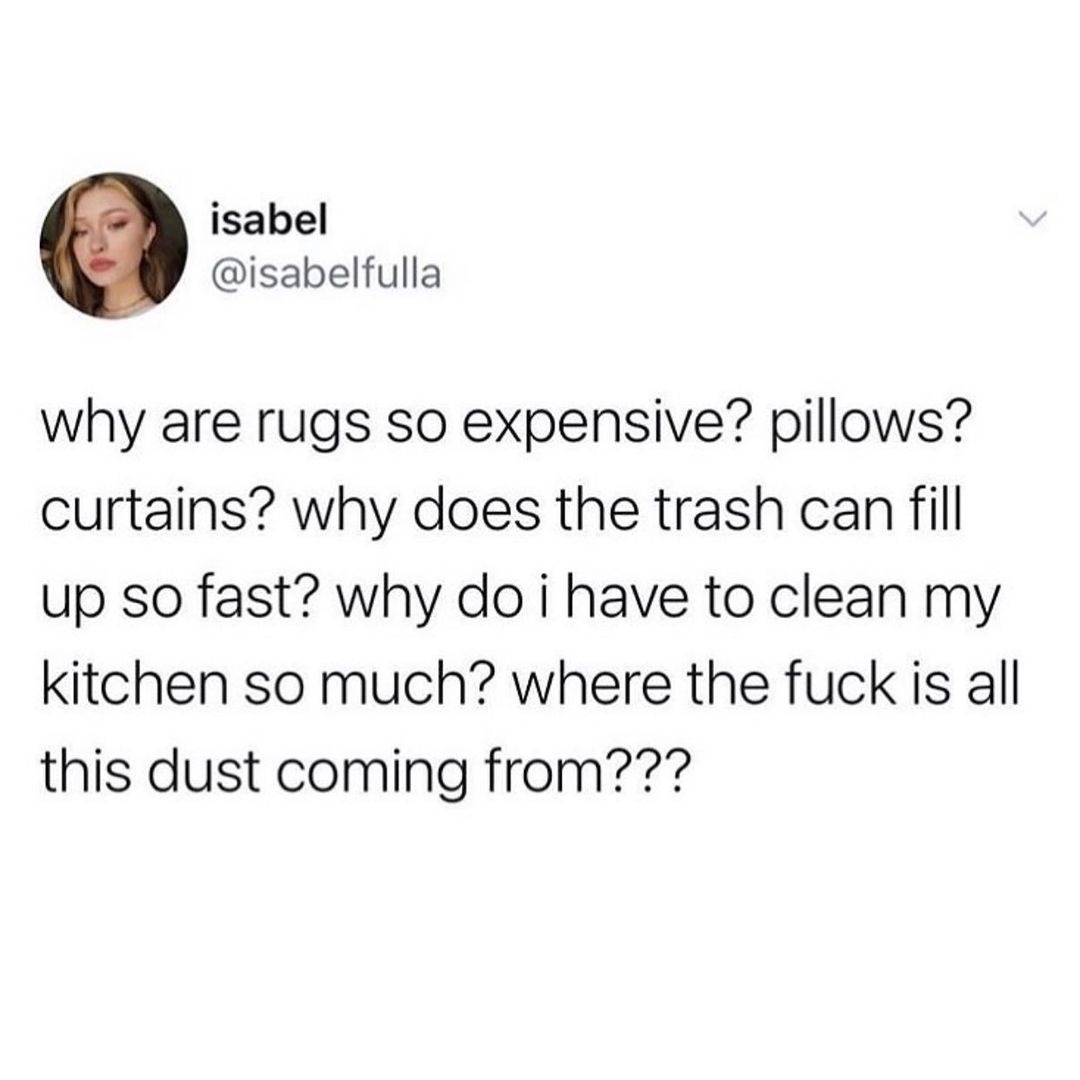 isabel
@isabelfulla
why are rugs so expensive? pillows?
curtains? why does the trash can fill
up so fast? why do i have to clean my
kitchen so much? where the fuck is all
this dust coming from???